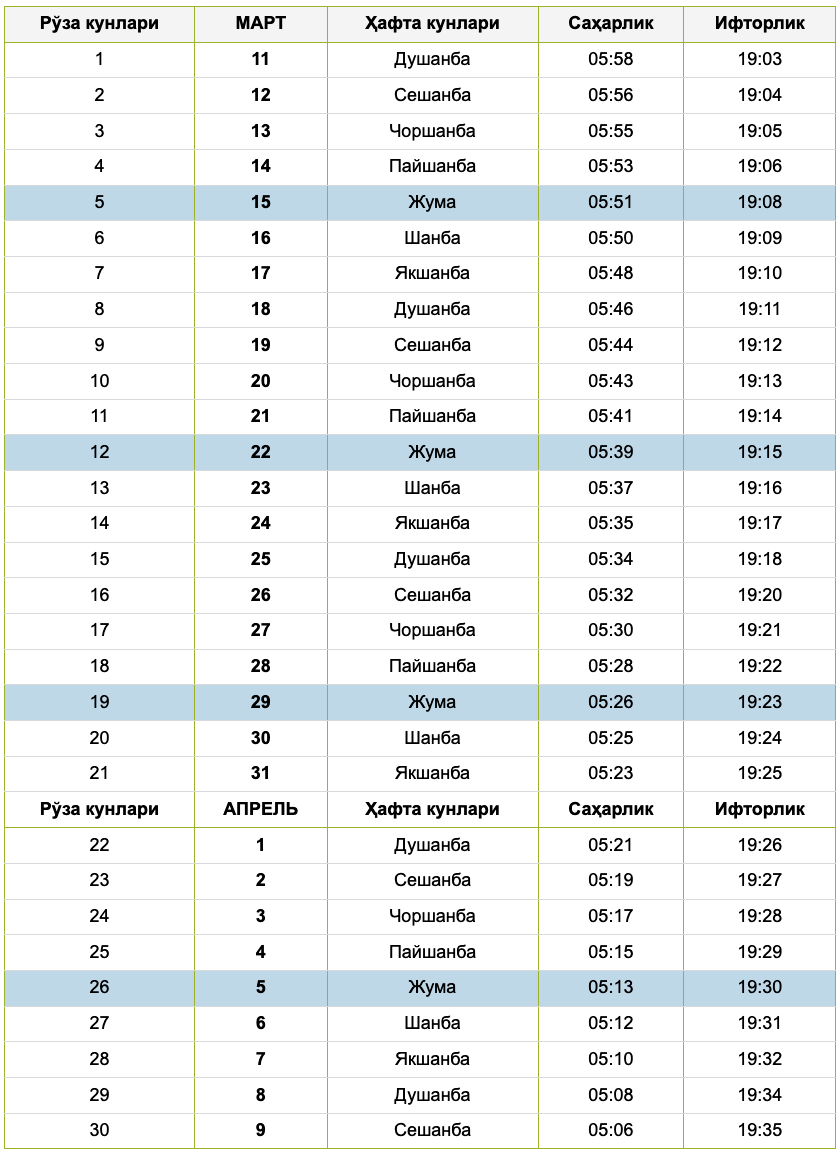 Рўза кунлари МАРТ Ҳафта кунлари Саҳарлик Ифторлик
1 11 Душанба 05:58 19:03
2 12 Сешанба 05:56 19:04
3 13 Чоршанба 05:55 19:05
4 14 Пайшанба 05:53 19:06
5 15 Жума 05:51 19:08
6 16 Шанба 05:50 19:09
7 17 Якшанба 05:48 19:10
8 18 Душанба 05:46 19:11
9 19 Сешанба 05:44 19:12
10 20 Чоршанба 05:43 19:13
11 21 Пайшанба 05:41 19:14
12 22 Жума 05:39 19:15
13 23 Шанба 05:37 19:16
14 24 Якшанба 05:35 19:17
15 25 Душанба 05:34 19:18
16 26 Сешанба 05:32 19:20
17 27 Чоршанба 05:30 19:21
18 28 Пайшанба 05:28 19:22
19 29 Жума 05:26 19:23
20 30 Шанба 05:25 19:24
21 31 Якшанба 05:23 19:25
Рўза кунлари АПРЕЛЬ Ҳафта кунлари Саҳарлик Ифторлик
22 1 Душанба 05:21 19:26
23 2 Сешанба 05:19 19:27
24 3 Чоршанба 05:17 19:28
25 4 Пайшанба 05:15 19:29
26 5 Жума 05:13 19:30
27 6 Шанба 05:12 19:31
28 7 Якшанба 05:10 19:32
29 8 Душанба 05:08 19:34
30 9 Сешанба 05:06 19:35